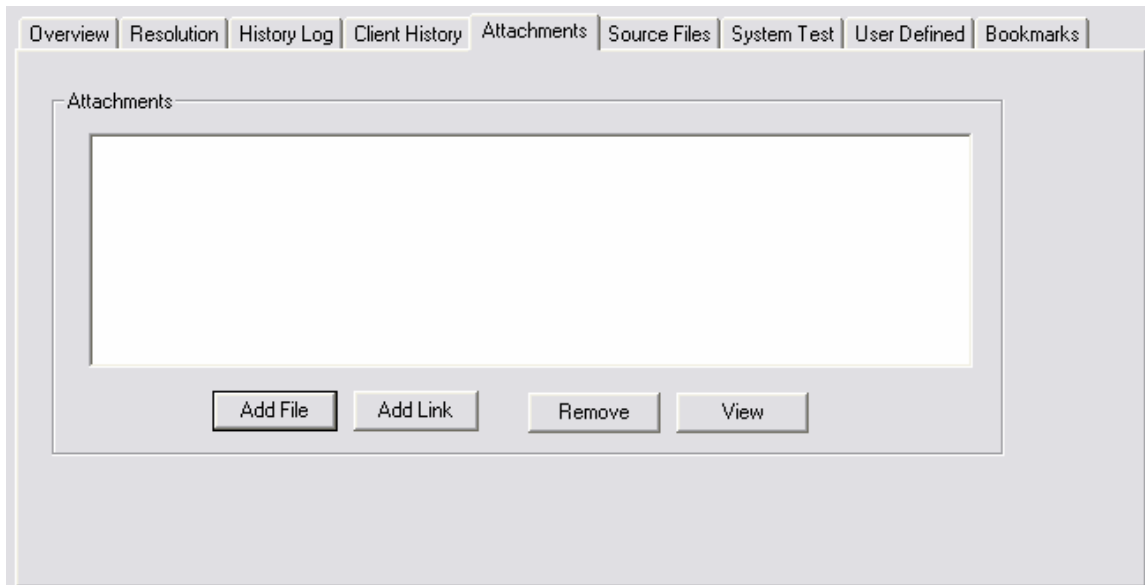 Overview Resolution History Log Client History Attachments Source Files System Test User Defined Bookmarks
Attachments
Add File Add Link Remove View